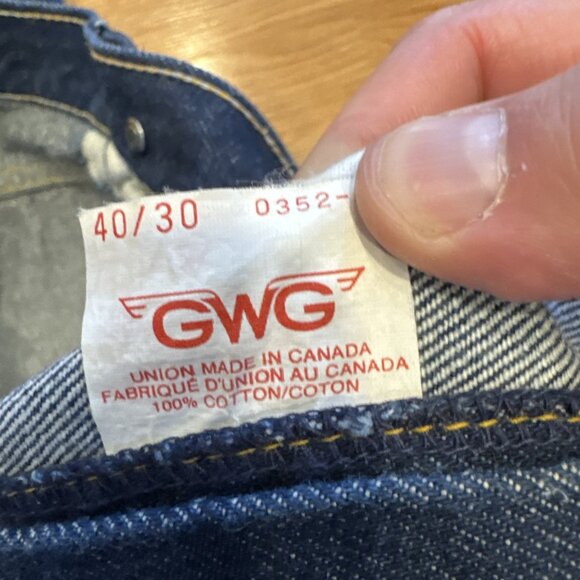 40/30 0352-
GWG
UNION MADE IN CANADA
FABRIQUÉ D'UNION AU CANADA
100% COTTON/COTON